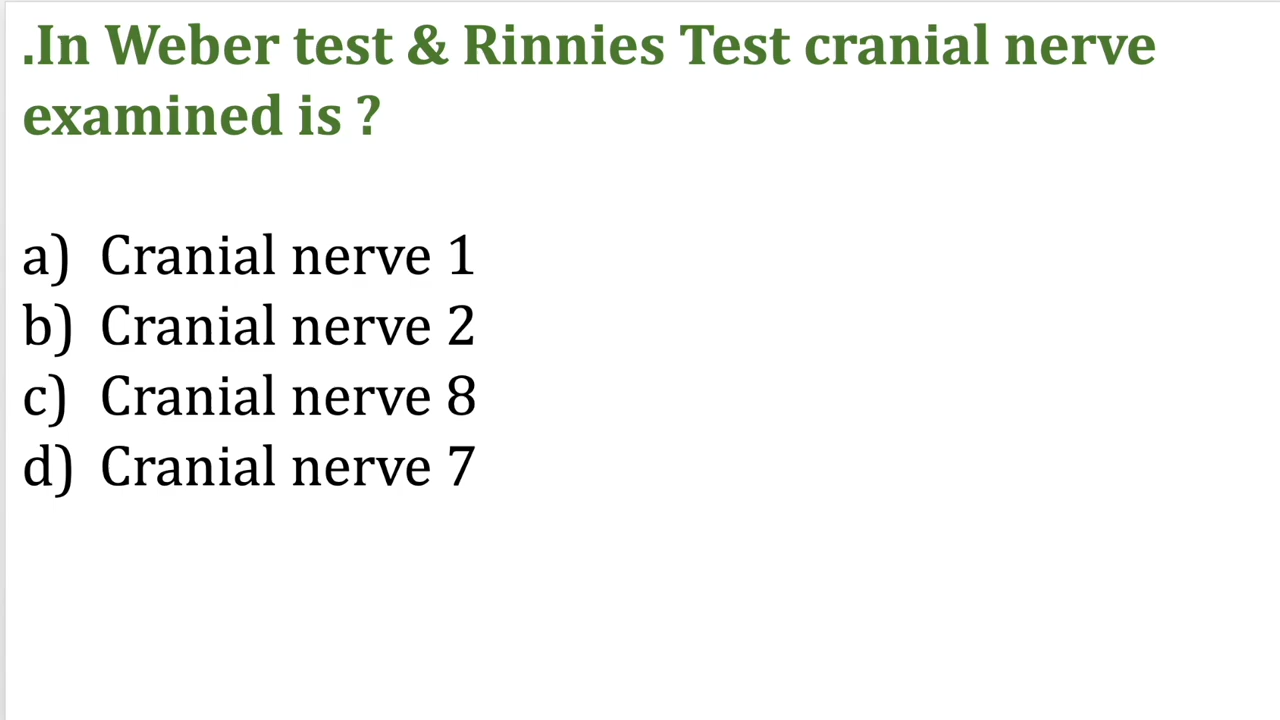 .In Weber test & Rinnies Test cranial nerve
examined is ?
a) Cranial nerve 1
b) Cranial nerve 2
c) Cranial nerve 8
d) Cranial nerve 7